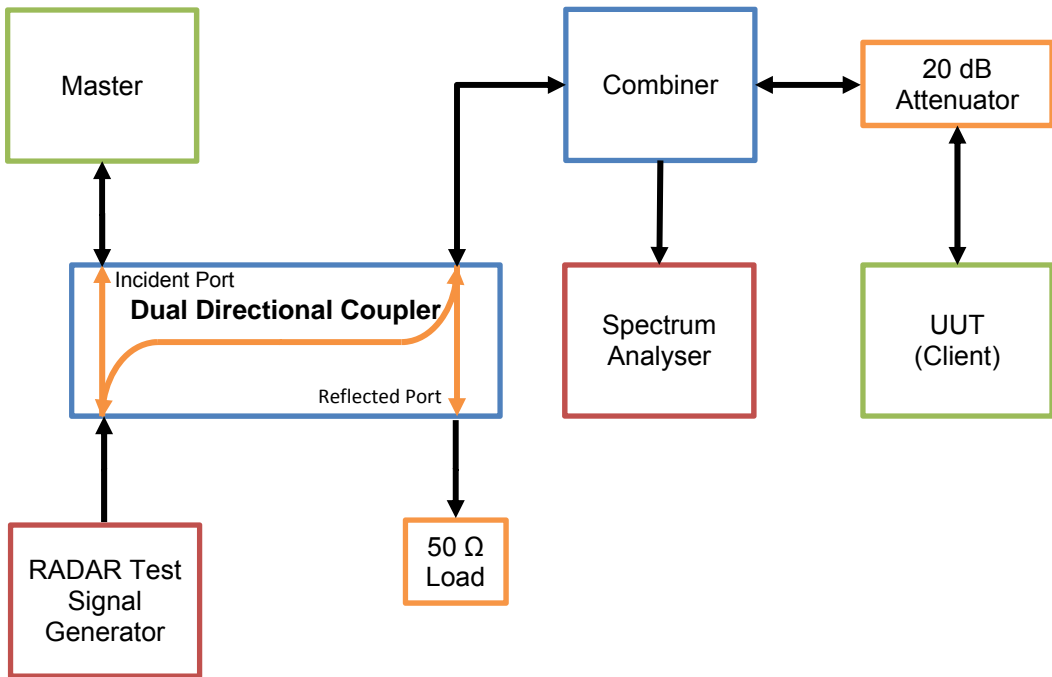 Master
Combiner
20 dB
Attenuator
Incident Port
Dual Directional Coupler
Reflected Port
Spectrum
Analyser
UUT
(Client)
RADAR Test
Signal
Generator
50 Ω
Load